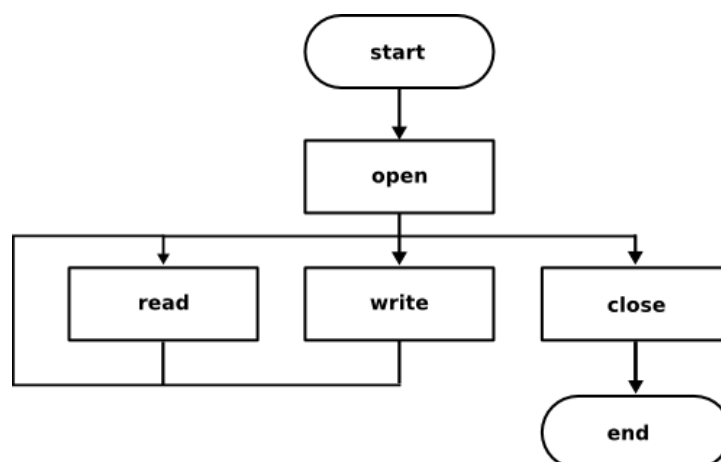 start
open
read
write
close
end